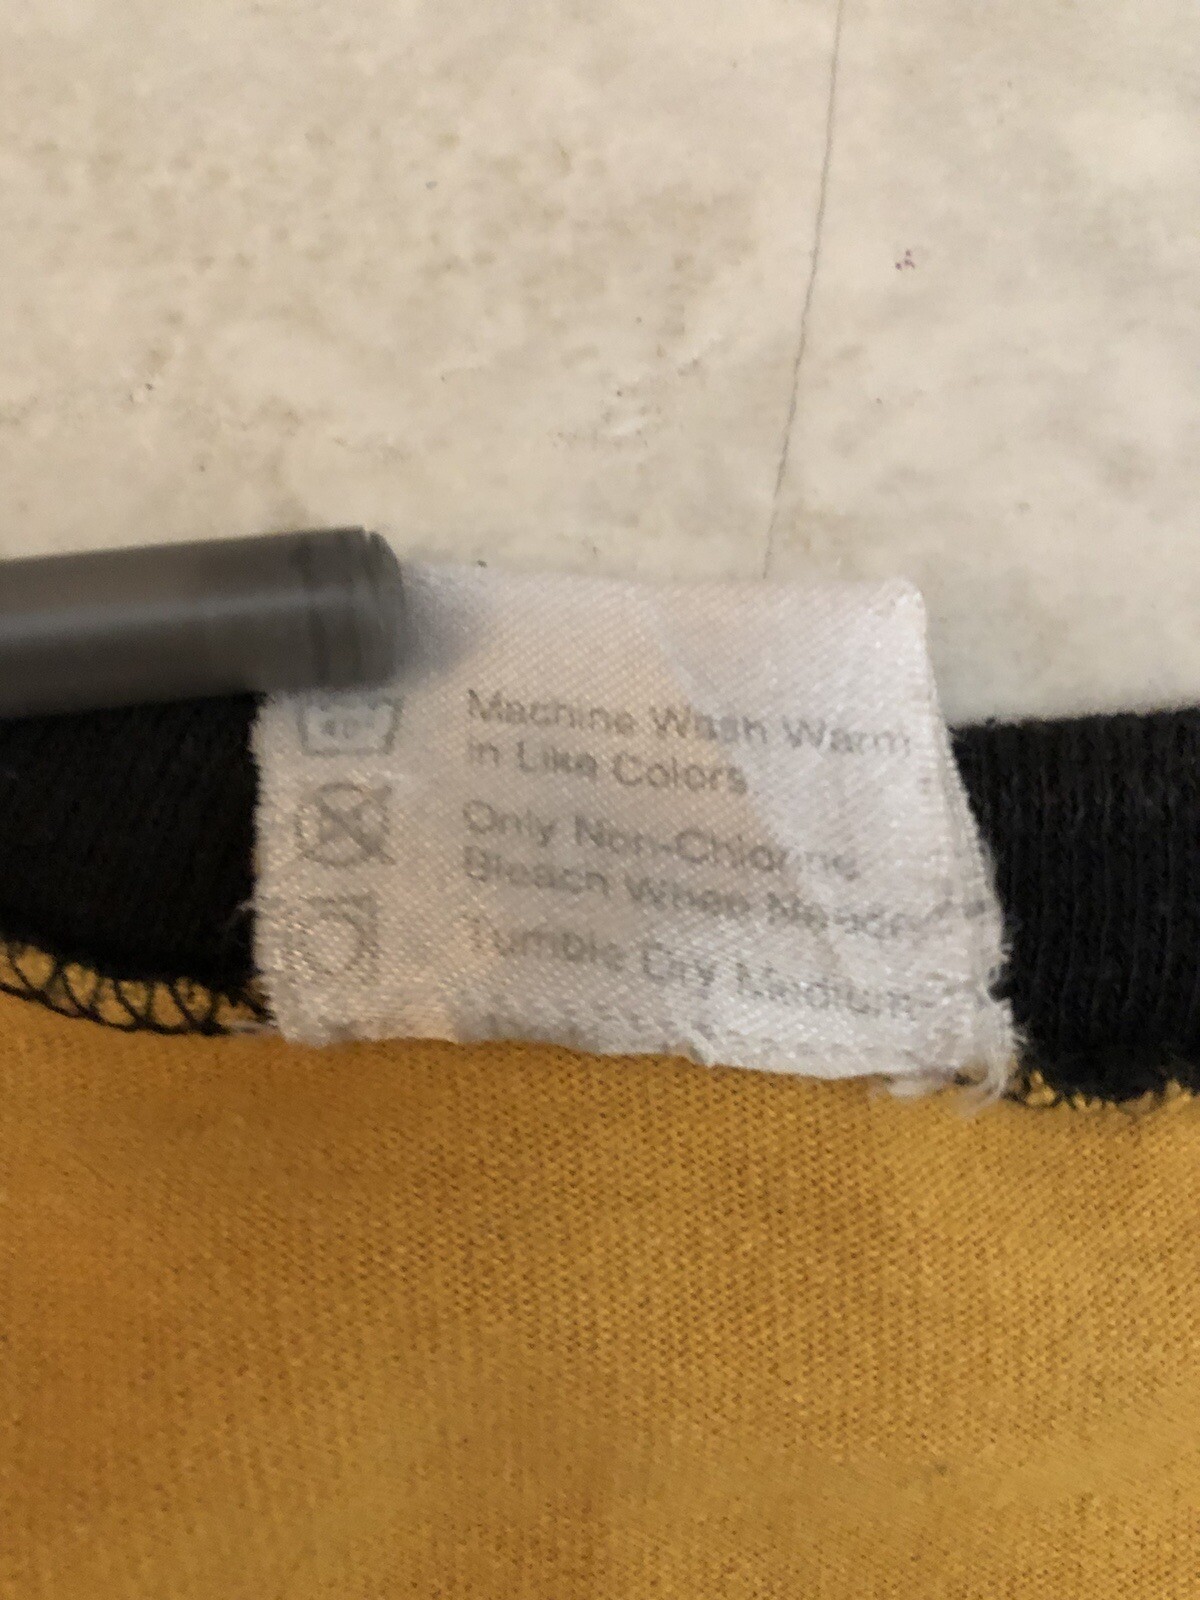 40°
Machine Wash Warm
in Like Colors
Only Non-Chlorine
Bleach When Needed
Tumble Dry Medium